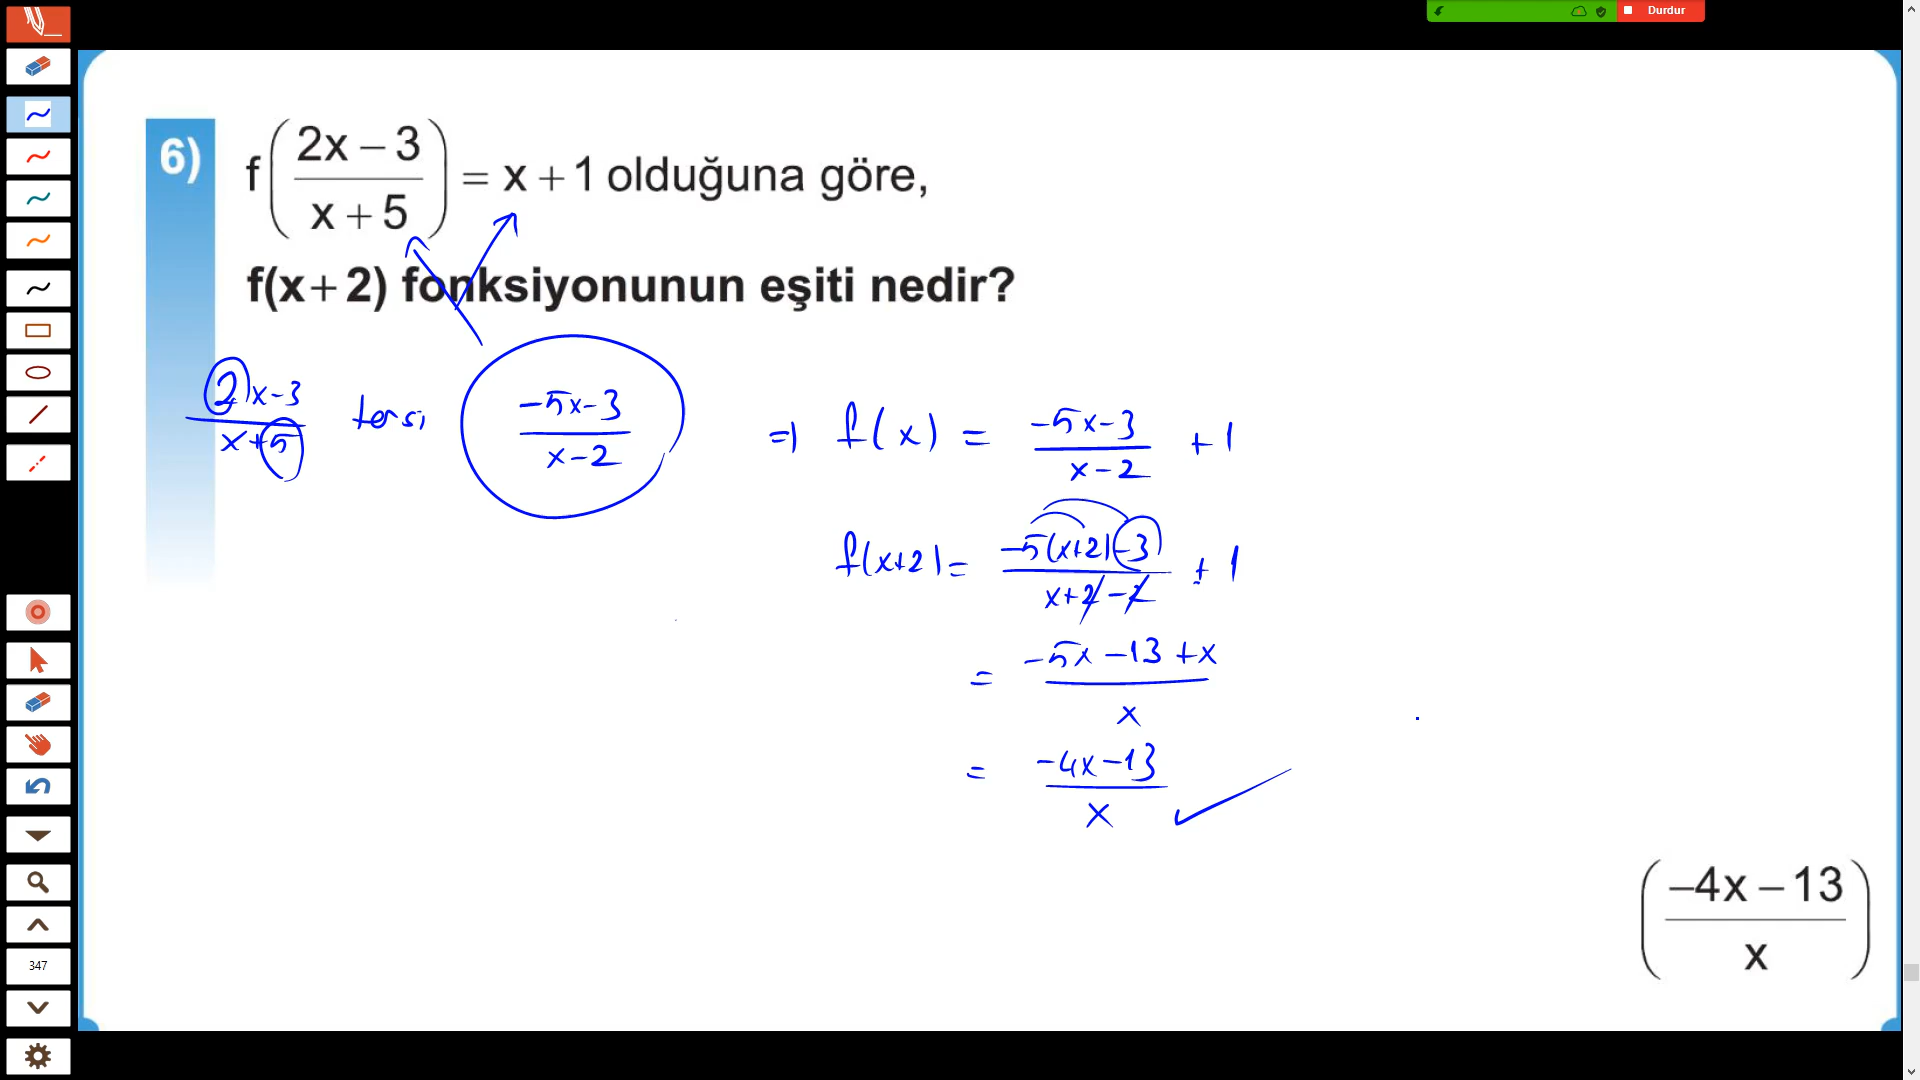 Durdur
6) f((2x – 3)/(x + 5)) = x + 1 olduğuna göre,
f(x + 2) fonksiyonunun eşiti nedir?
(2x-3)/(x+5) tersi (-5x-3)/(x-2) ⇒ f(x) = (-5x-3)/(x-2) + 1
f(x+2) = (-5(x+2)-3)/(x+2-2) + 1
= (-5x-13+x)/x
= (-4x-13)/x ✓
((–4x – 13)/x)
347